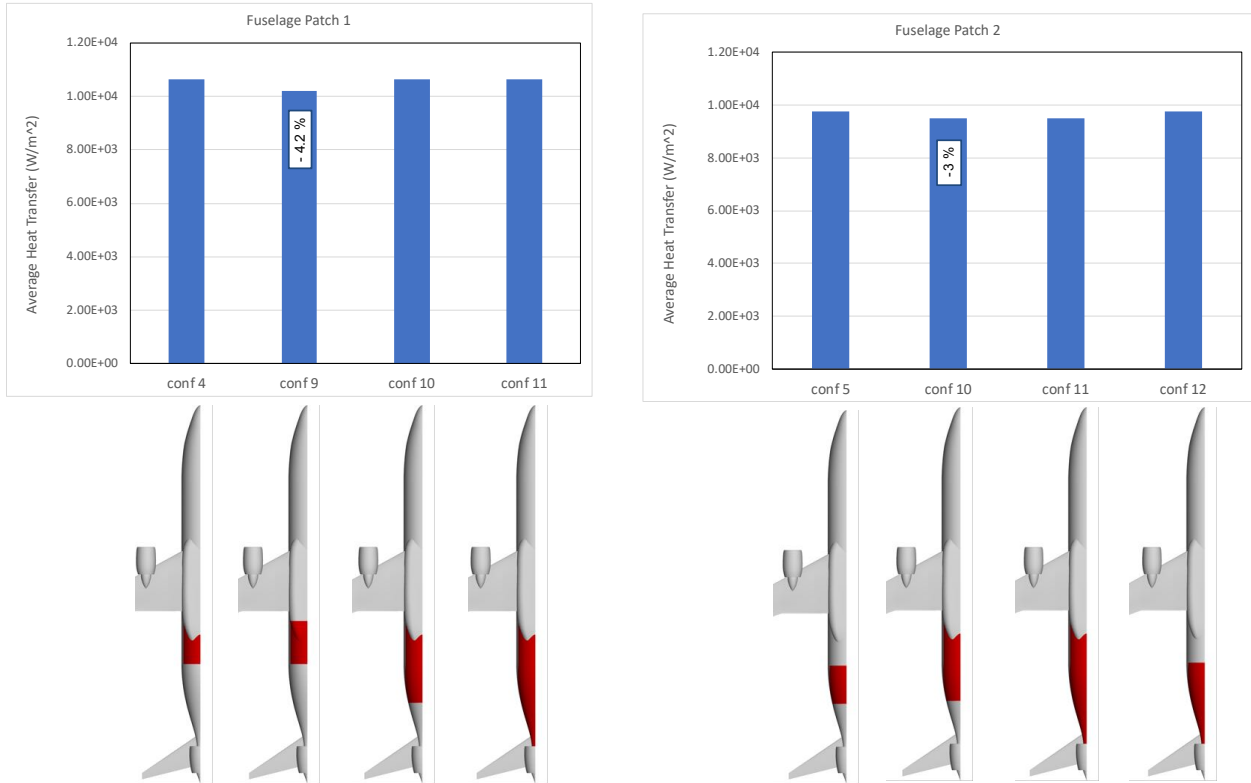 Fuselage Patch 1
Average Heat Transfer (W/m^2)
1.20E+04
1.00E+04
8.00E+03
6.00E+03
4.00E+03
2.00E+03
0.00E+00
- 4.2 %
conf 4
conf 9
conf 10
conf 11
Fuselage Patch 2
Average Heat Transfer (W/m^2)
1.20E+04
1.00E+04
8.00E+03
6.00E+03
4.00E+03
2.00E+03
0.00E+00
-3 %
conf 5
conf 10
conf 11
conf 12